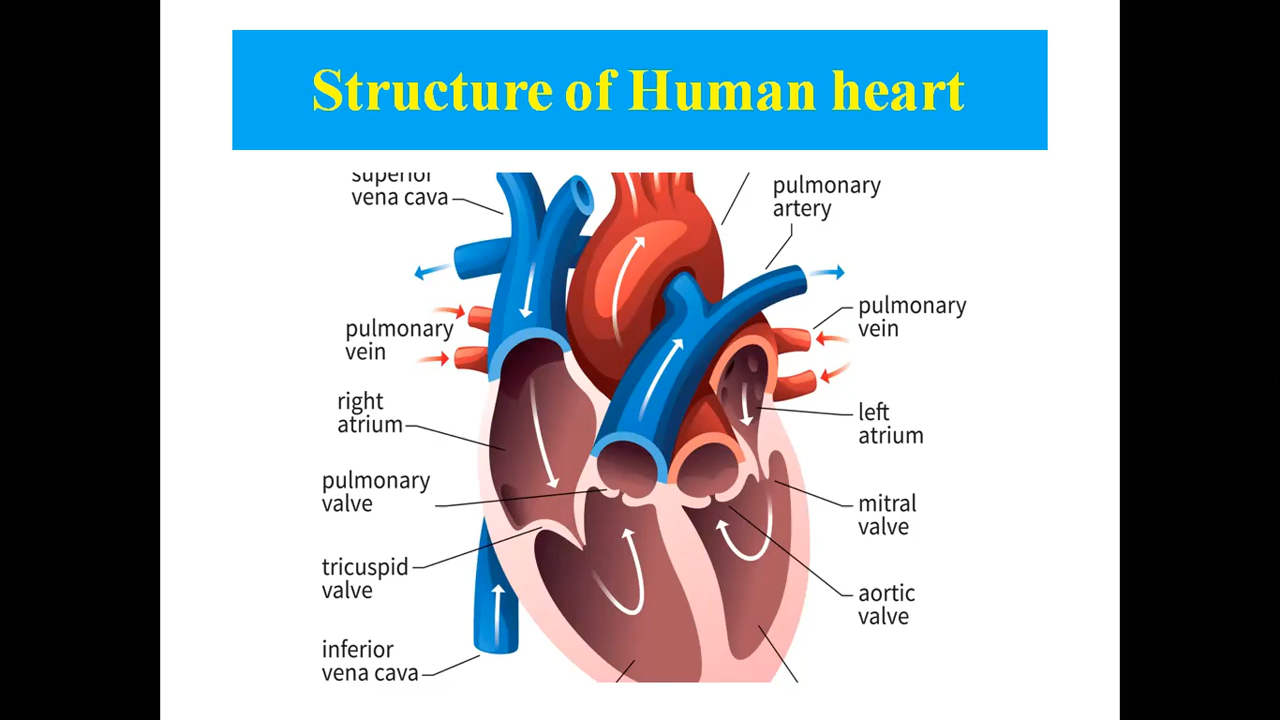 Structure of Human heart
superior
vena cava
pulmonary
artery
pulmonary
vein
pulmonary
vein
right
atrium
left
atrium
pulmonary
valve
mitral
valve
tricuspid
valve
aortic
valve
inferior
vena cava